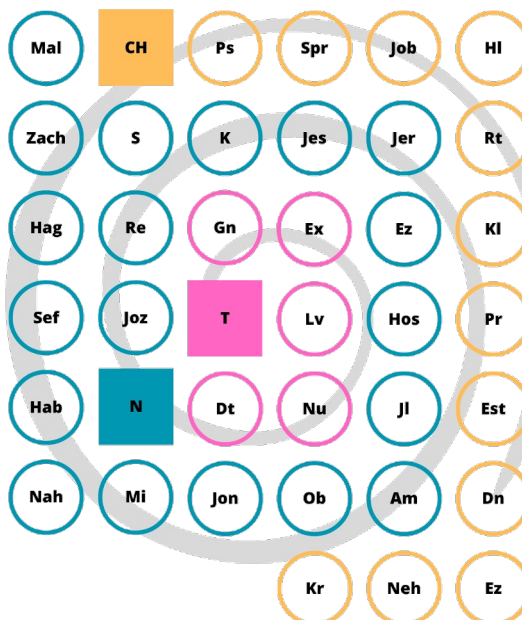 Mal CH Ps Spr Job Hl
Zach S K Jes Jer Rt
Hag Re Gn Ex Ez Kl
Sef Joz T Lv Hos Pr
Hab N Dt Nu Jl Est
Nah Mi Jon Ob Am Dn
Kr Neh Ez